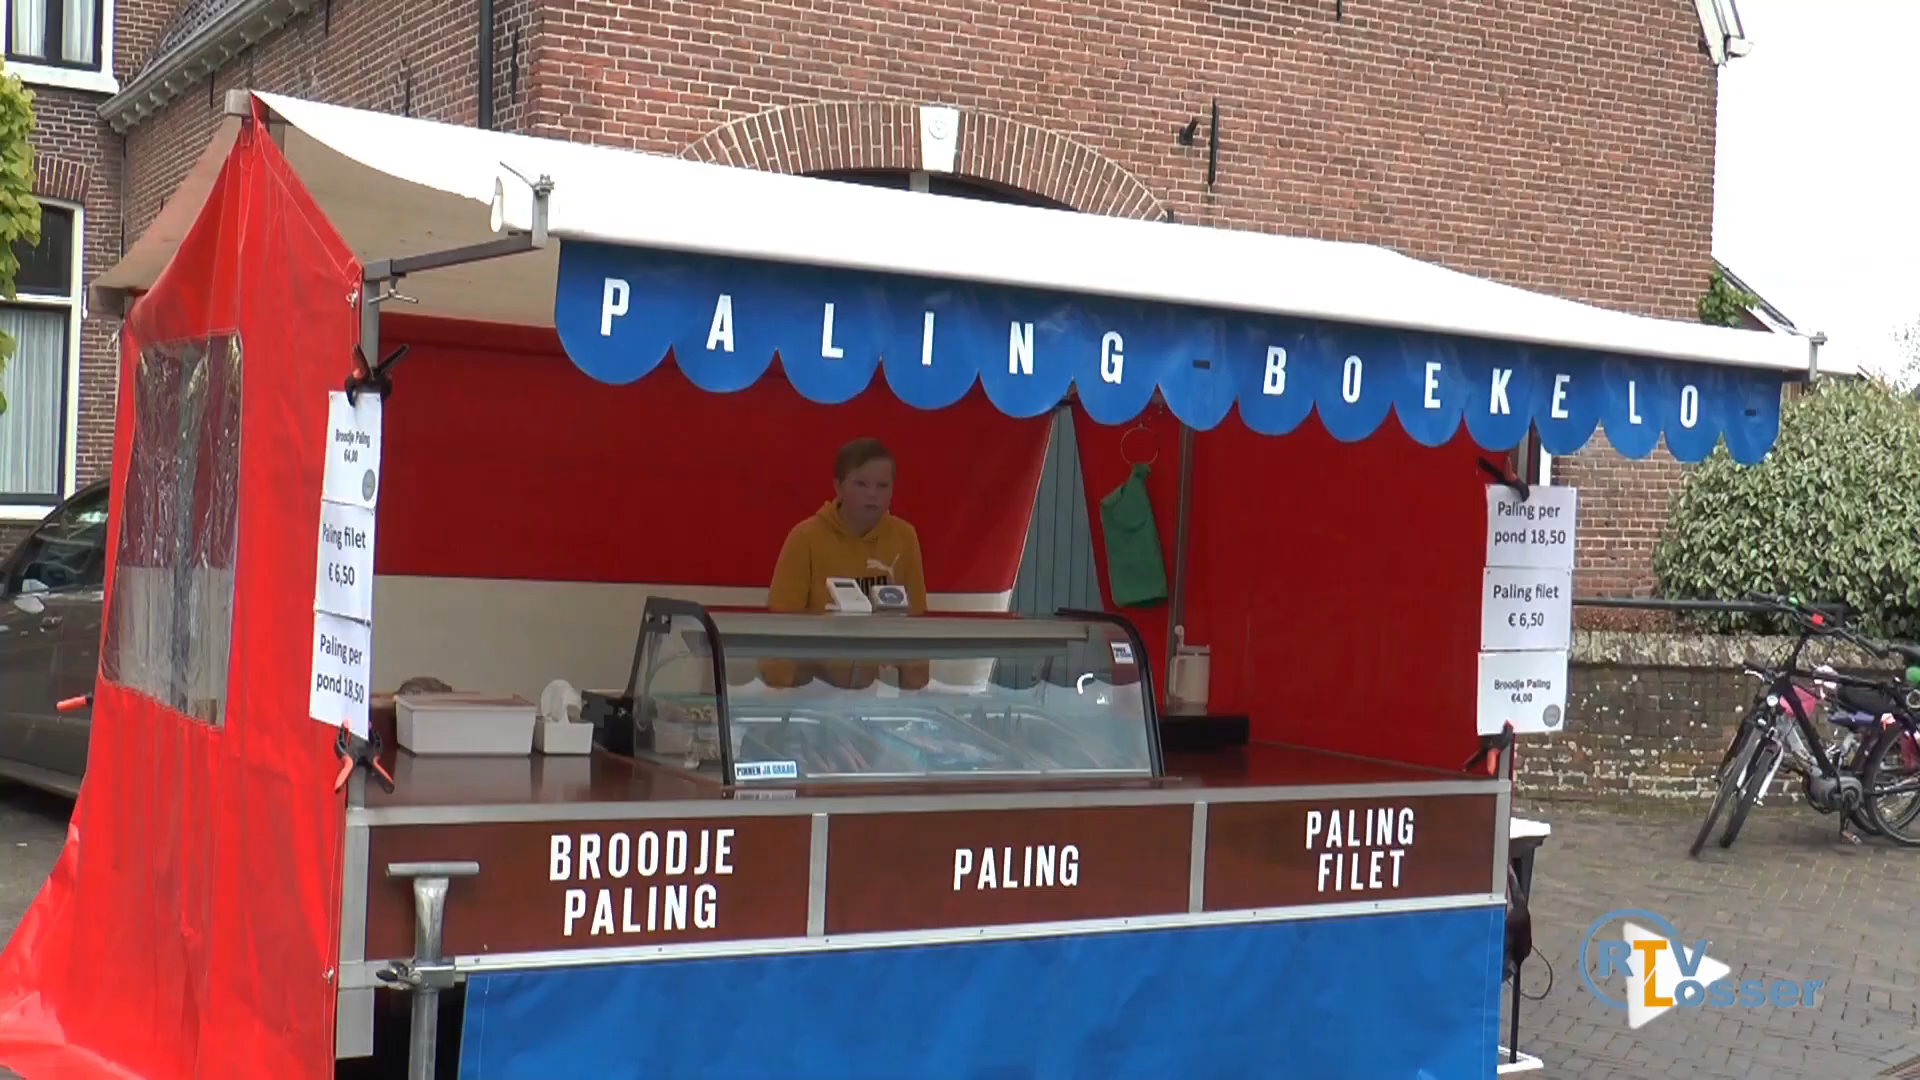 PALING - BOEKELO -
Broodje Paling
€4,00
Paling filet
€ 6,50
Paling per
pond 18,50
Paling per
pond 18,50
Paling filet
€ 6,50
Broodje Paling
€4,00
PINNEN JA GRAAG
BROODJE
PALING
PALING
PALING
FILET
RTV
Losser